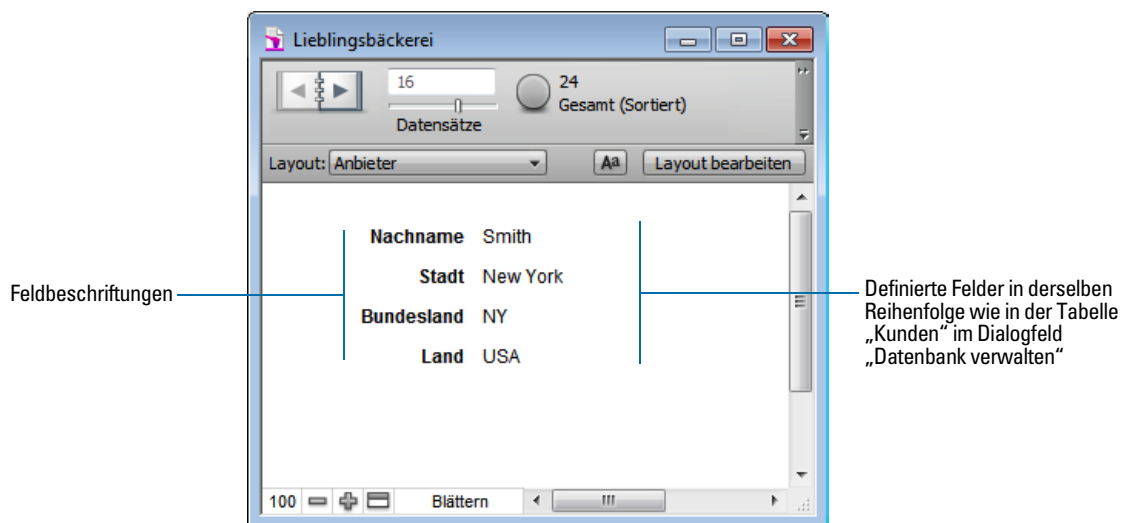 Lieblingsbäckerei
16
24
Gesamt (Sortiert)
Datensätze
Layout: Anbieter
Aa
Layout bearbeiten
Nachname Smith
Stadt New York
Bundesland NY
Land USA
Feldbeschriftungen
Definierte Felder in derselben
Reihenfolge wie in der Tabelle
„Kunden“ im Dialogfeld
„Datenbank verwalten“
100
Blättern